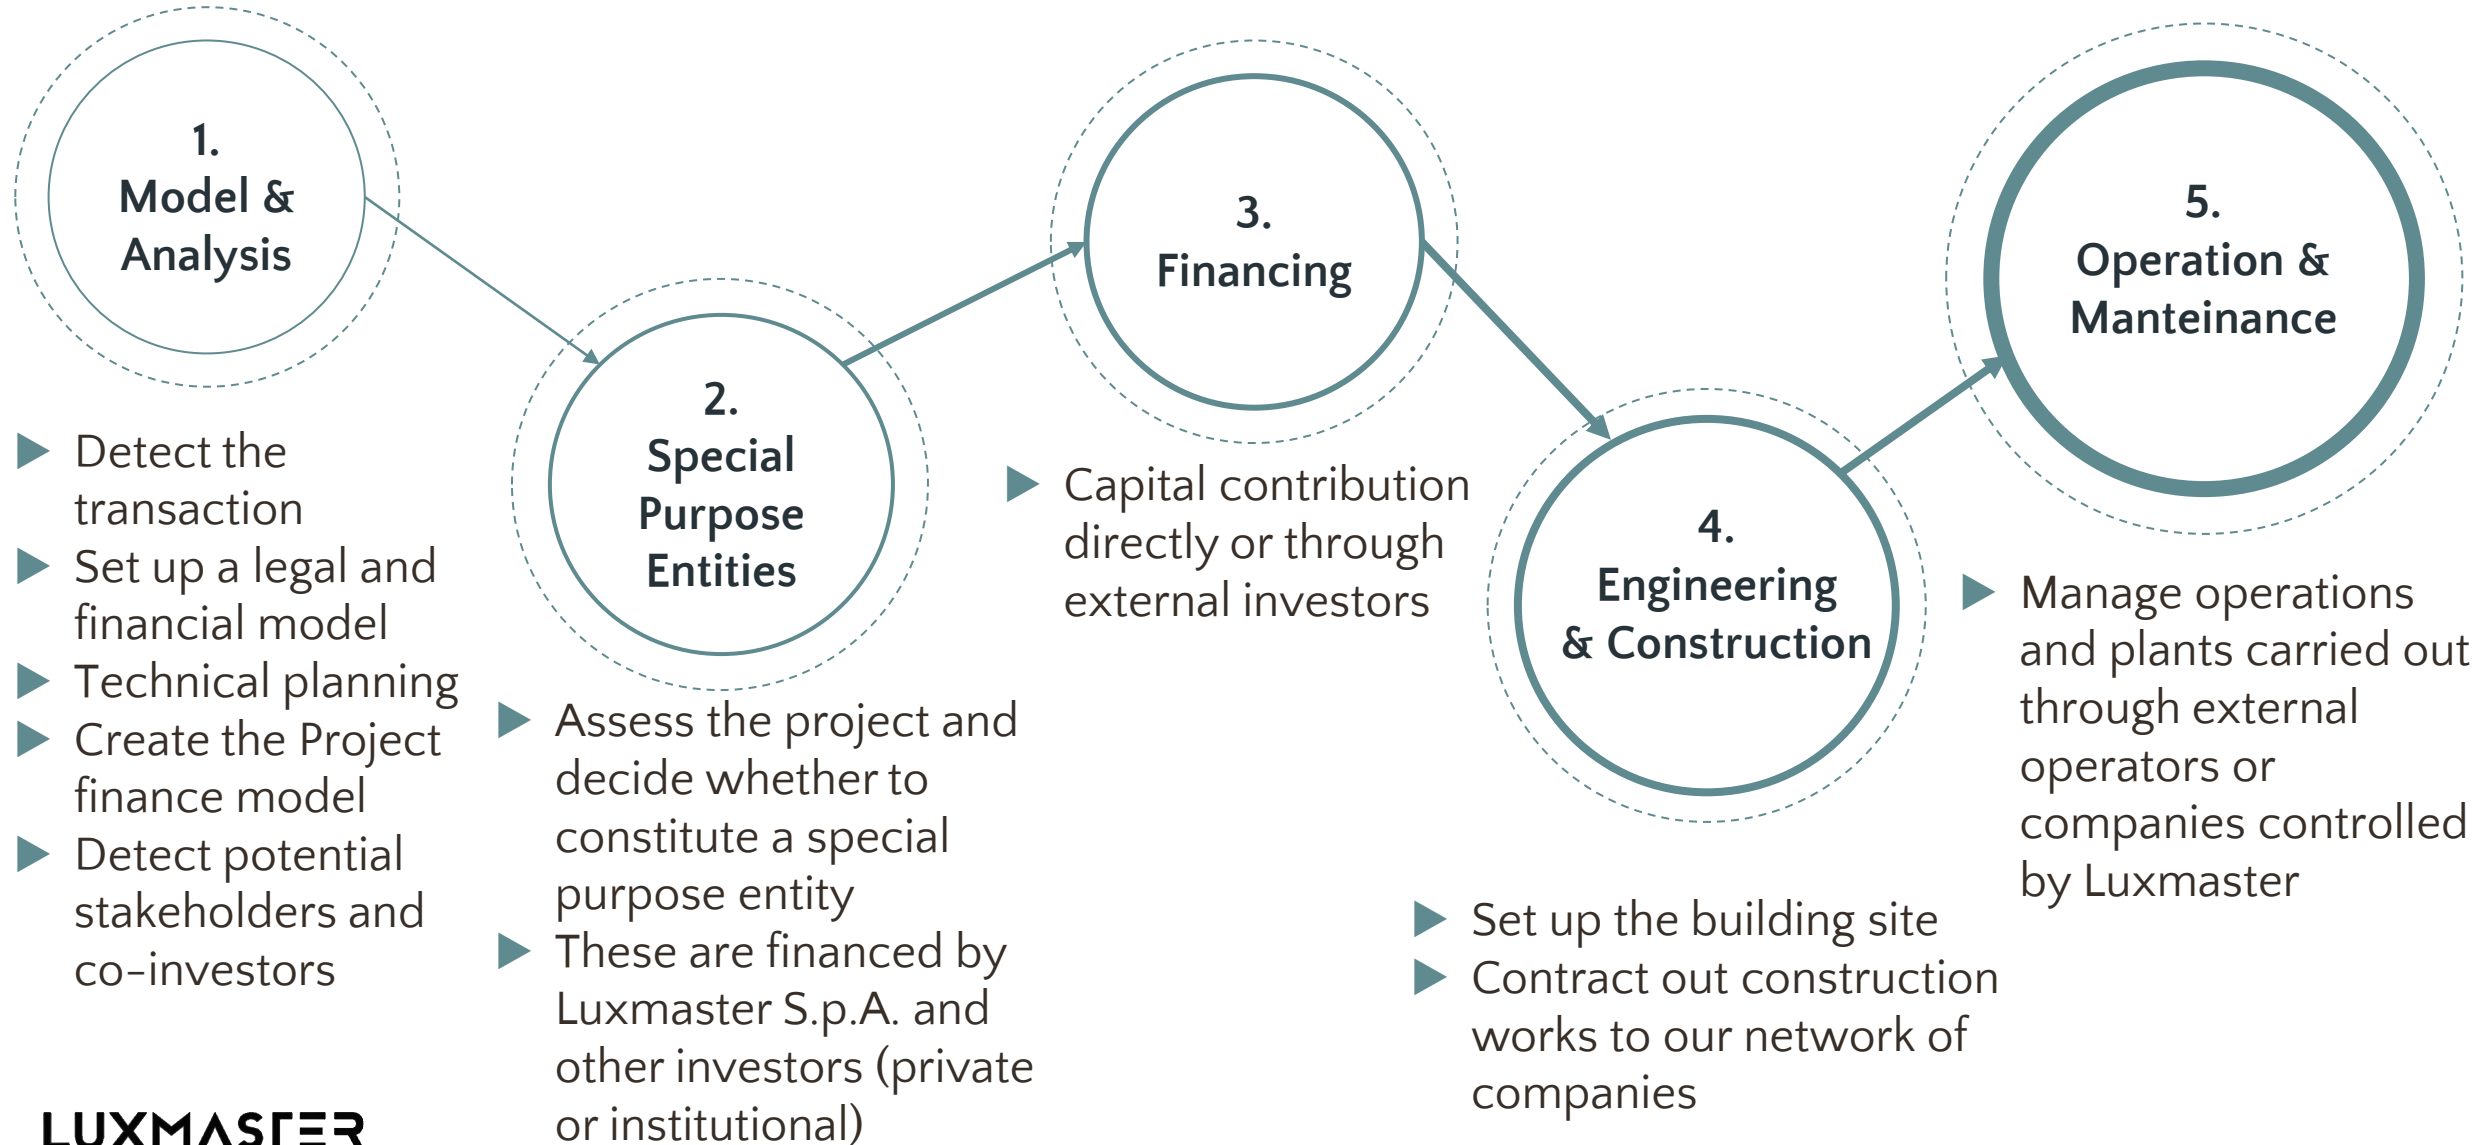 1.
Model &
Analysis
Detect the
transaction
Set up a legal and
financial model
Technical planning
Create the Project
finance model
Detect potential
stakeholders and
co-investors
2.
Special
Purpose
Entities
Assess the project and
decide whether to
constitute a special
purpose entity
These are financed by
Luxmaster S.p.A. and
other investors (private
or institutional)
3.
Financing
Capital contribution
directly or through
external investors
4.
Engineering
& Construction
Set up the building site
Contract out construction
works to our network of
companies
5.
Operation &
Manteinance
Manage operations
and plants carried out
through external
operators or
companies controlled
by Luxmaster
LUXMASTER